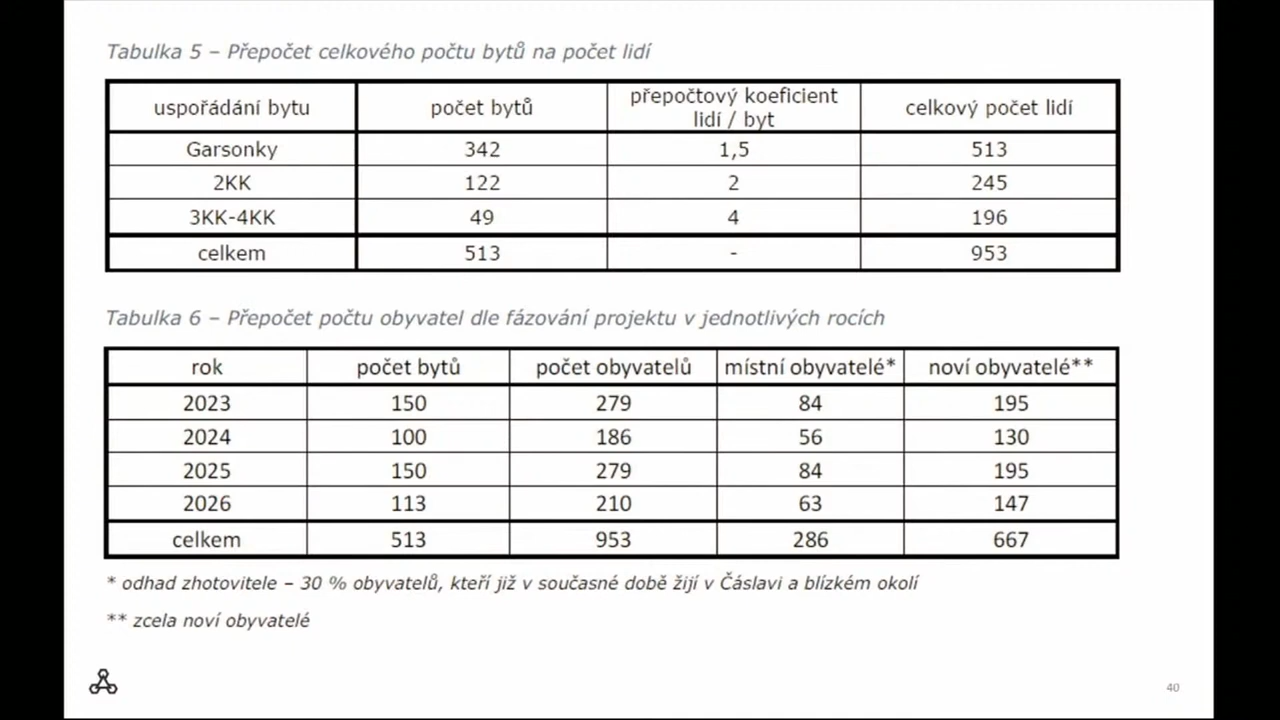 Tabulka 5 – Přepočet celkového počtu bytů na počet lidí
uspořádání bytu počet bytů přepočtový koeficient lidí / byt celkový počet lidí
Garsonky 342 1,5 513
2KK 122 2 245
3KK-4KK 49 4 196
celkem 513 - 953
Tabulka 6 – Přepočet počtu obyvatel dle fázování projektu v jednotlivých rocích
rok počet bytů počet obyvatelů místní obyvatelé* noví obyvatelé**
2023 150 279 84 195
2024 100 186 56 130
2025 150 279 84 195
2026 113 210 63 147
celkem 513 953 286 667
* odhad zhotovitele – 30 % obyvatelů, kteří již v současné době žijí v Čáslavi a blízkém okolí
** zcela noví obyvatelé
40